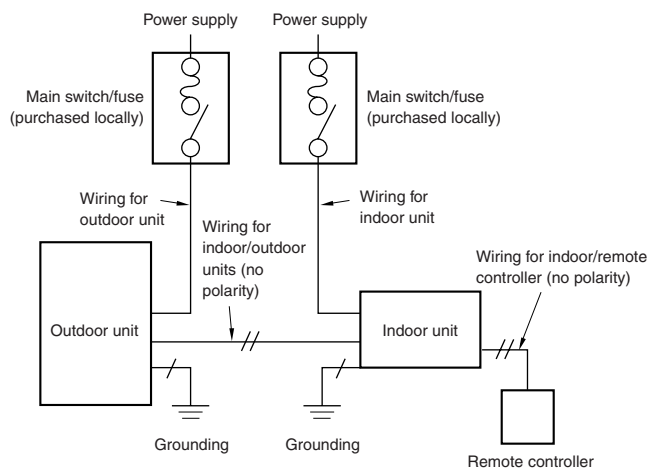 Power supply
Power supply
Main switch/fuse
(purchased locally)
Main switch/fuse
(purchased locally)
Wiring for
outdoor unit
Wiring for
indoor/outdoor
units (no
polarity)
Wiring for
indoor unit
Wiring for indoor/remote
controller (no polarity)
Outdoor unit
Indoor unit
Grounding
Grounding
Remote controller